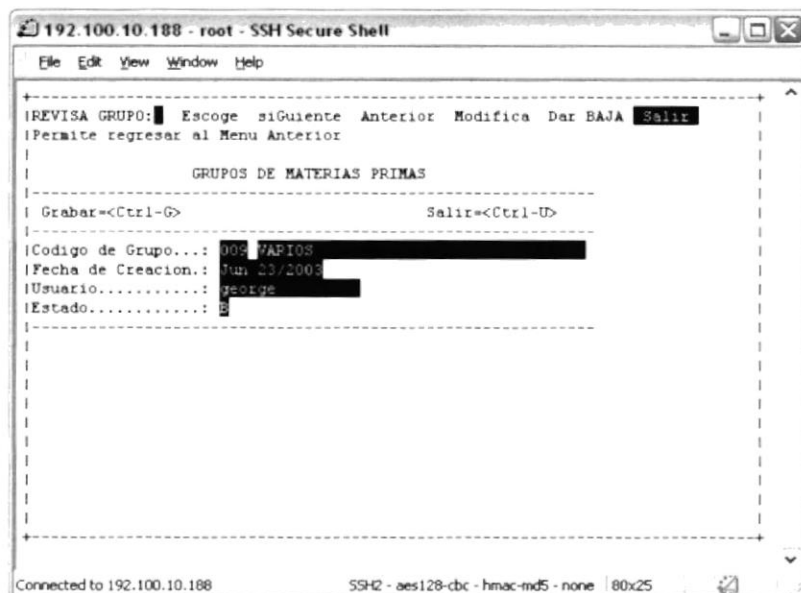 192.100.10.188 - root - SSH Secure Shell
File Edit View Window Help
REVISA GRUPO: Escoge siGuiente Anterior Modifica Dar BAJA Salir
Permite regresar al Menu Anterior
GRUPOS DE MATERIAS PRIMAS
Grabar=<Ctrl-G> Salir=<Ctrl-U>
Codigo de Grupo...: 009 VARIOS
Fecha de Creacion.: Jun 23/2003
Usuario...........: george
Estado............: B
Connected to 192.100.10.188 SSH2 - aes128-cbc - hmac-md5 - none 80x25